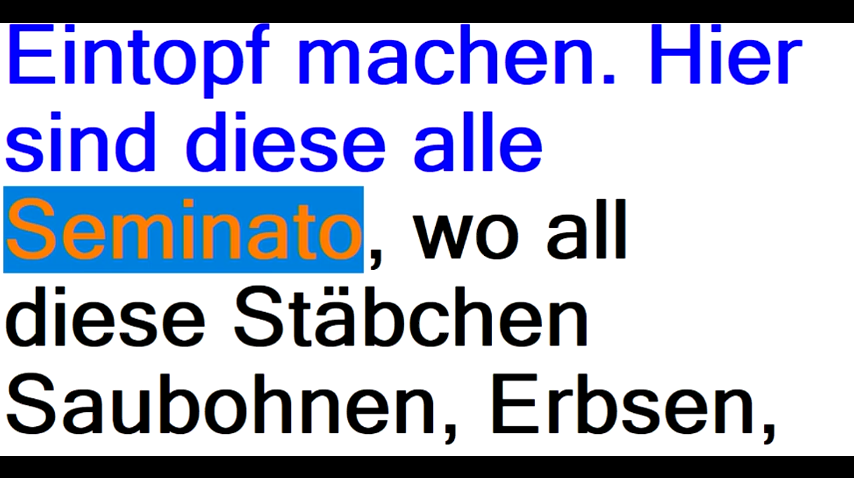 Eintopf machen. Hier
sind diese alle
Seminato, wo all
diese Stäbchen
Saubohnen, Erbsen,